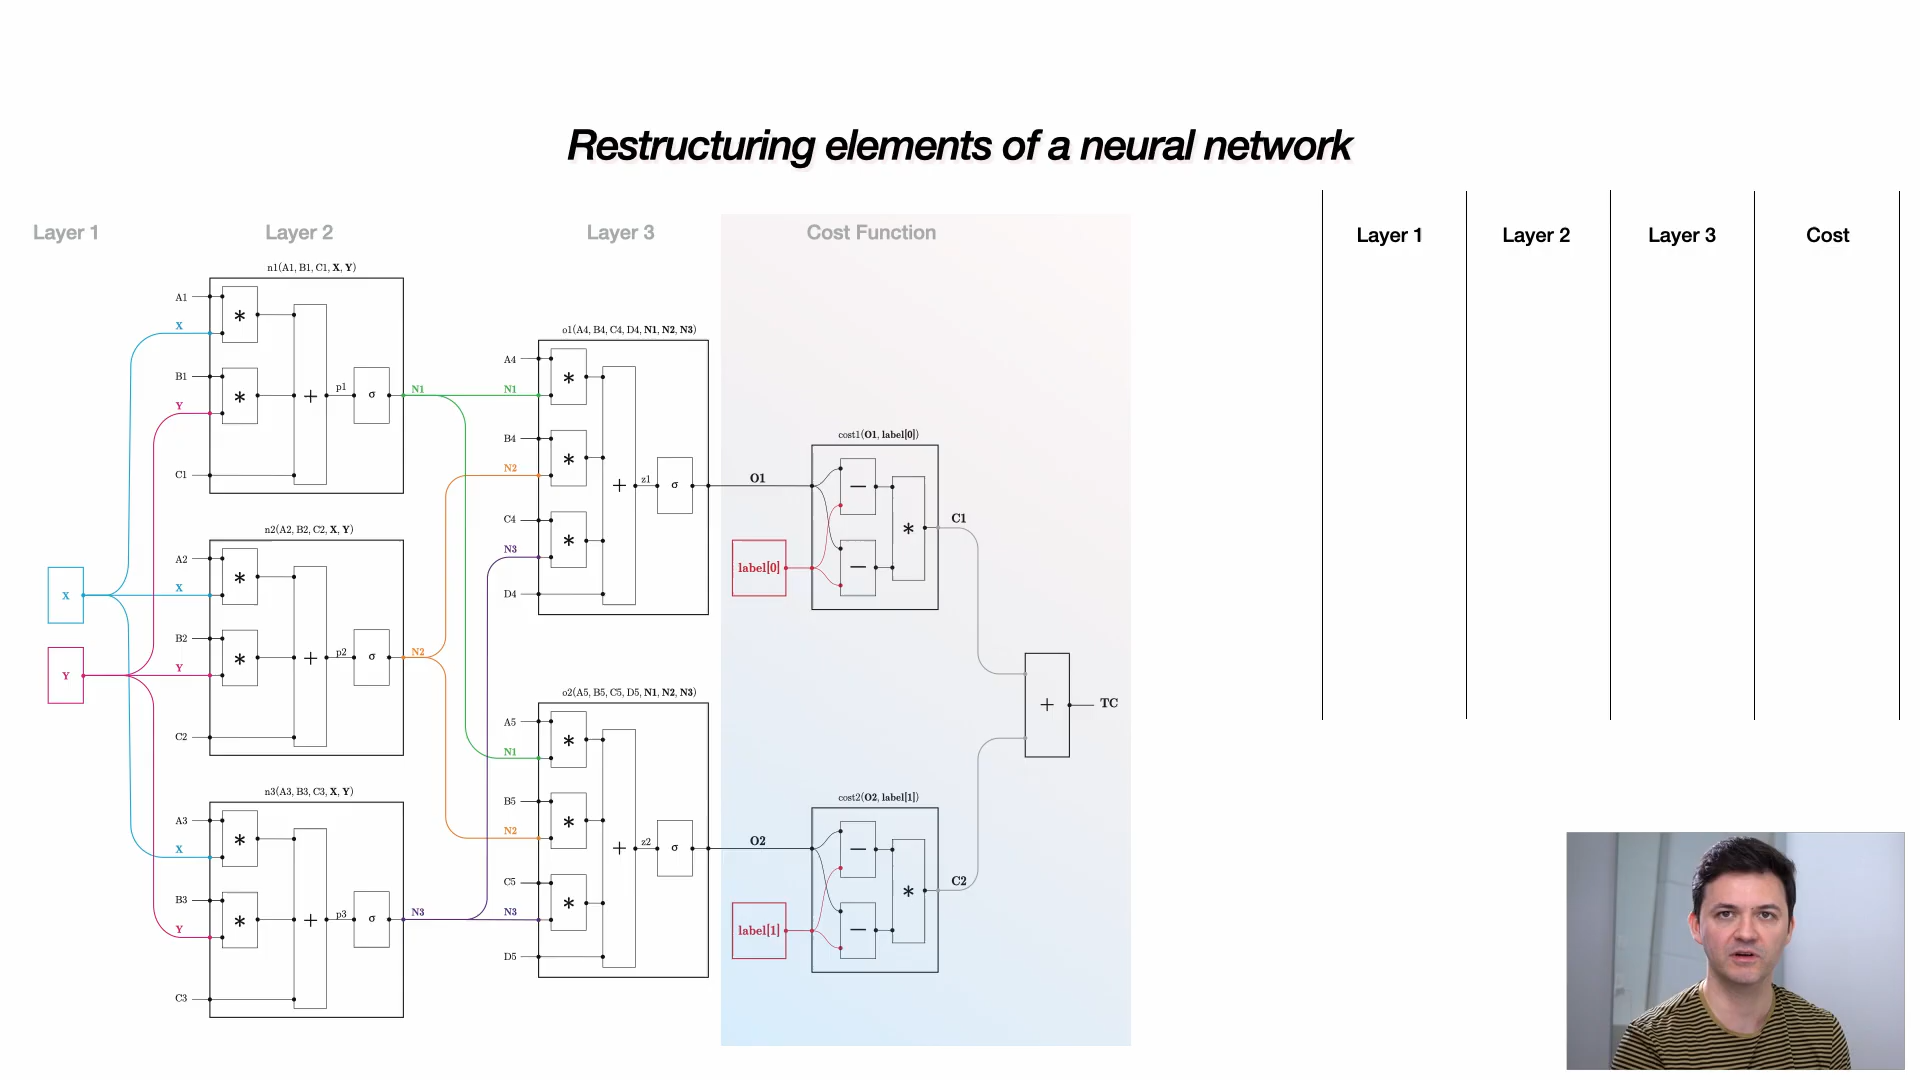 Restructuring elements of a neural network
Layer 1
Layer 2
Layer 3
Cost Function
Layer 1
Layer 2
Layer 3
Cost
X
Y
n1(A1, B1, C1, X, Y)
A1
X
B1
Y
C1
*
*
+
p1
σ
N1
n2(A2, B2, C2, X, Y)
A2
X
B2
Y
C2
*
*
+
p2
σ
N2
n3(A3, B3, C3, X, Y)
A3
X
B3
Y
C3
*
*
+
p3
σ
N3
o1(A4, B4, C4, D4, N1, N2, N3)
A4
N1
B4
N2
C4
N3
D4
*
*
*
+
z1
σ
O1
o2(A5, B5, C5, D5, N1, N2, N3)
A5
N1
B5
N2
C5
N3
D5
*
*
*
+
z2
σ
O2
cost1(O1, label[0])
label[0]
−
−
*
C1
cost2(O2, label[1])
label[1]
−
−
*
C2
+
TC